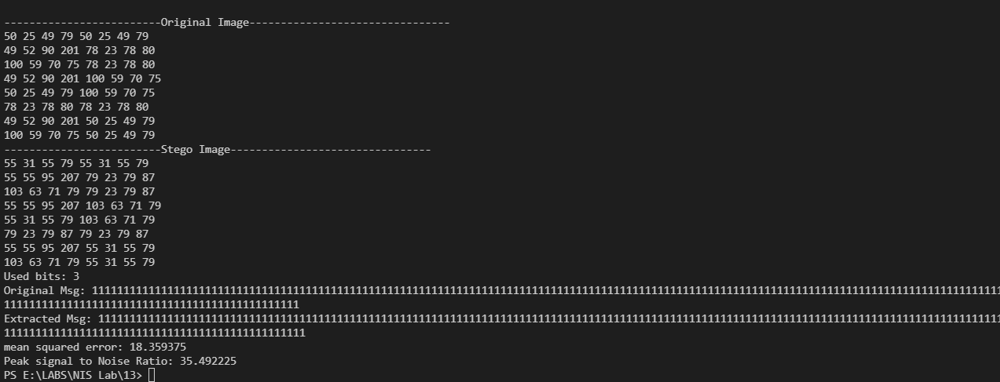 -------------------------Original Image--------------------------------
50 25 49 79 50 25 49 79
49 52 90 201 78 23 78 80
100 59 70 75 78 23 78 80
49 52 90 201 100 59 70 75
50 25 49 79 100 59 70 75
78 23 78 80 78 23 78 80
49 52 90 201 50 25 49 79
100 59 70 75 50 25 49 79
-------------------------Stego Image--------------------------------
55 31 55 79 55 31 55 79
55 55 95 207 79 23 79 87
103 63 71 79 79 23 79 87
55 55 95 207 103 63 71 79
55 31 55 79 103 63 71 79
79 23 79 87 79 23 79 87
55 55 95 207 55 31 55 79
103 63 71 79 55 31 55 79
Used bits: 3
Original Msg: 1111111111111111111111111111111111111111111111111111111111111111111111111111111111111111111111111111111111111111111111111111111111111111111111111
11111111111111111111111111111111111111111111111
Extracted Msg: 111111111111111111111111111111111111111111111111111111111111111111111111111111111111111111111111111111111111111111111111111111111111111111111111
111111111111111111111111111111111111111111111111
mean squared error: 18.359375
Peak signal to Noise Ratio: 35.492225
PS E:\LABS\NIS Lab\13>